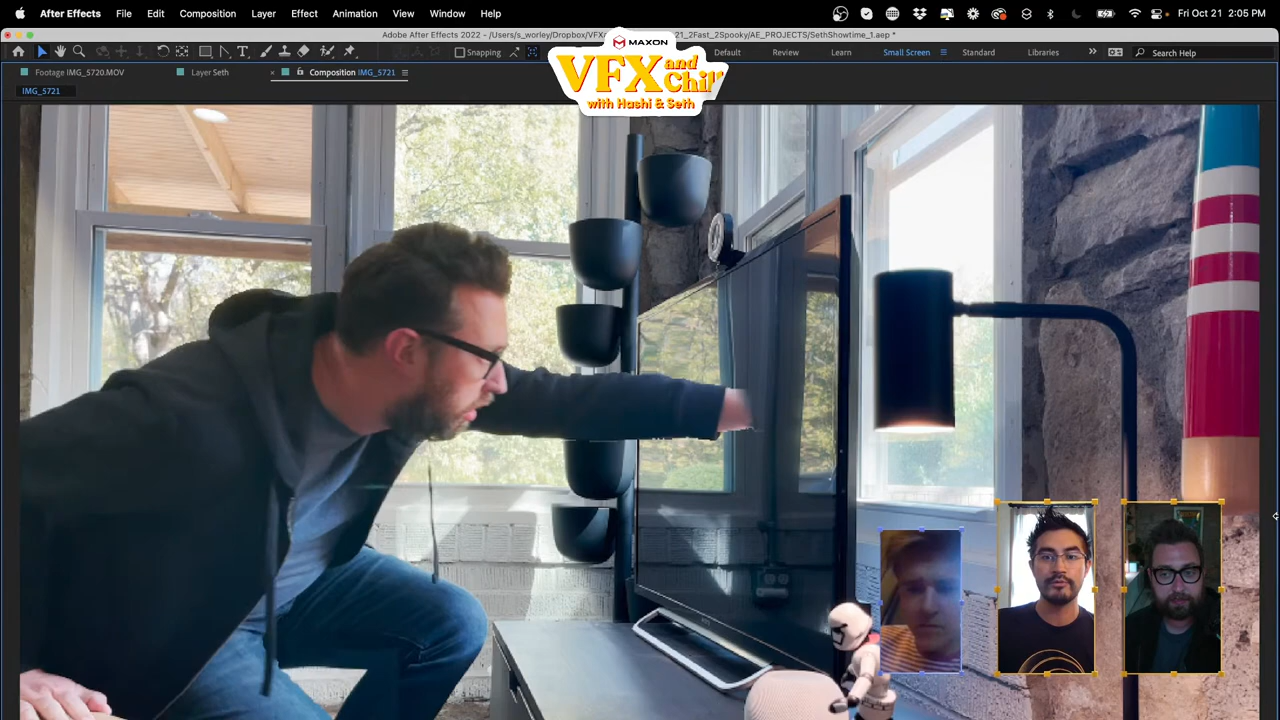 After Effects File Edit Composition Layer Effect Animation View Window Help Fri Oct 21 2:05 PM
Adobe After Effects 2022 - /Users/s_worley/Dropbox/VFX 21_2Fast_2Spooky/AE_PROJECTS/SethShowtime_1.aep *
Snapping Default Review Learn Small Screen Standard Libraries Search Help
MAXON
VFX and
chill
with Hashi & Seth
Footage IMG_5720.MOV Layer Seth Composition IMG_5721
IMG_5721